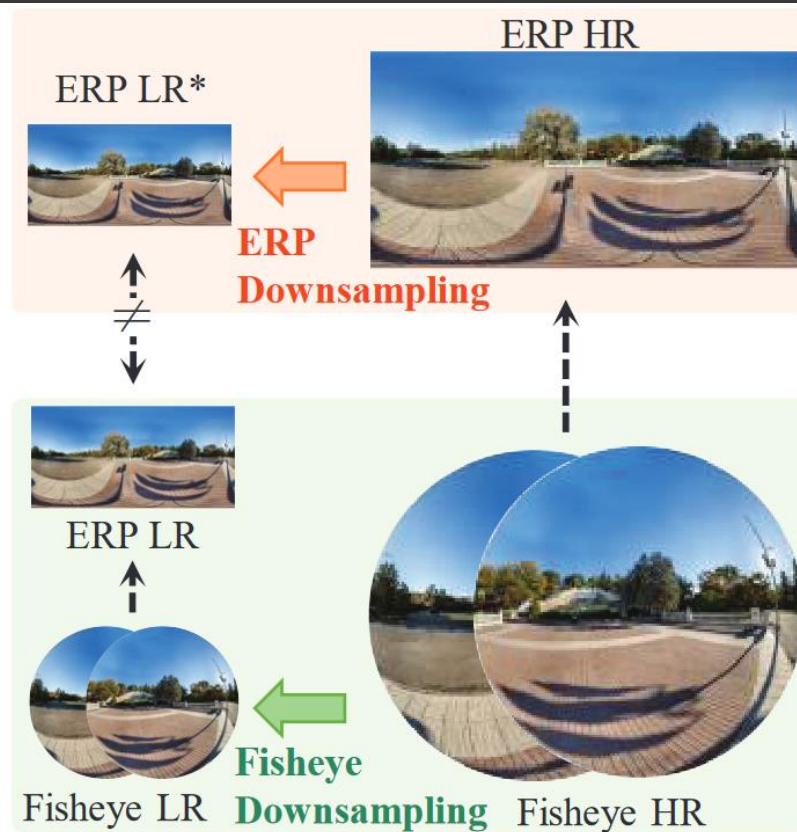 ERP HR
ERP LR*
ERP
Downsampling
≠
ERP LR
Fisheye
Downsampling
Fisheye LR
Fisheye HR